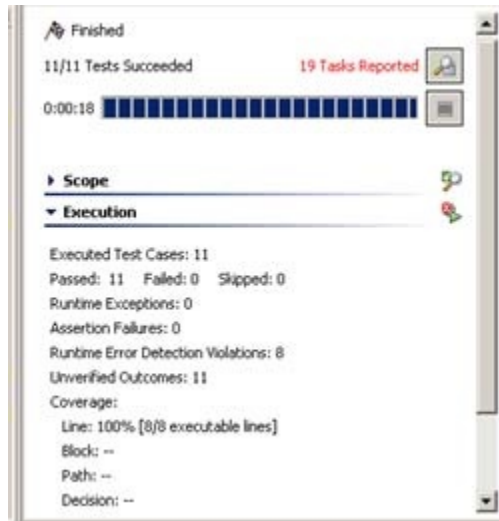 Finished
11/11 Tests Succeeded 19 Tasks Reported
0:00:18
Scope
Execution
Executed Test Cases: 11
Passed: 11 Failed: 0 Skipped: 0
Runtime Exceptions: 0
Assertion Failures: 0
Runtime Error Detection Violations: 8
Unverified Outcomes: 11
Coverage:
Line: 100% [8/8 executable lines]
Block: --
Path: --
Decision: --